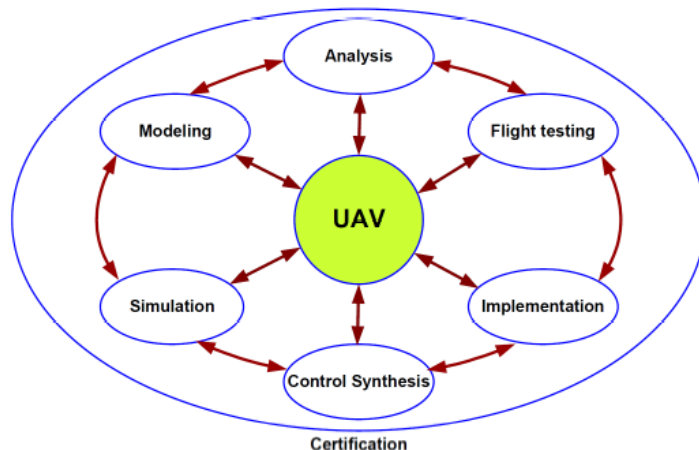 Analysis
Modeling
Flight testing
UAV
Simulation
Implementation
Control Synthesis
Certification